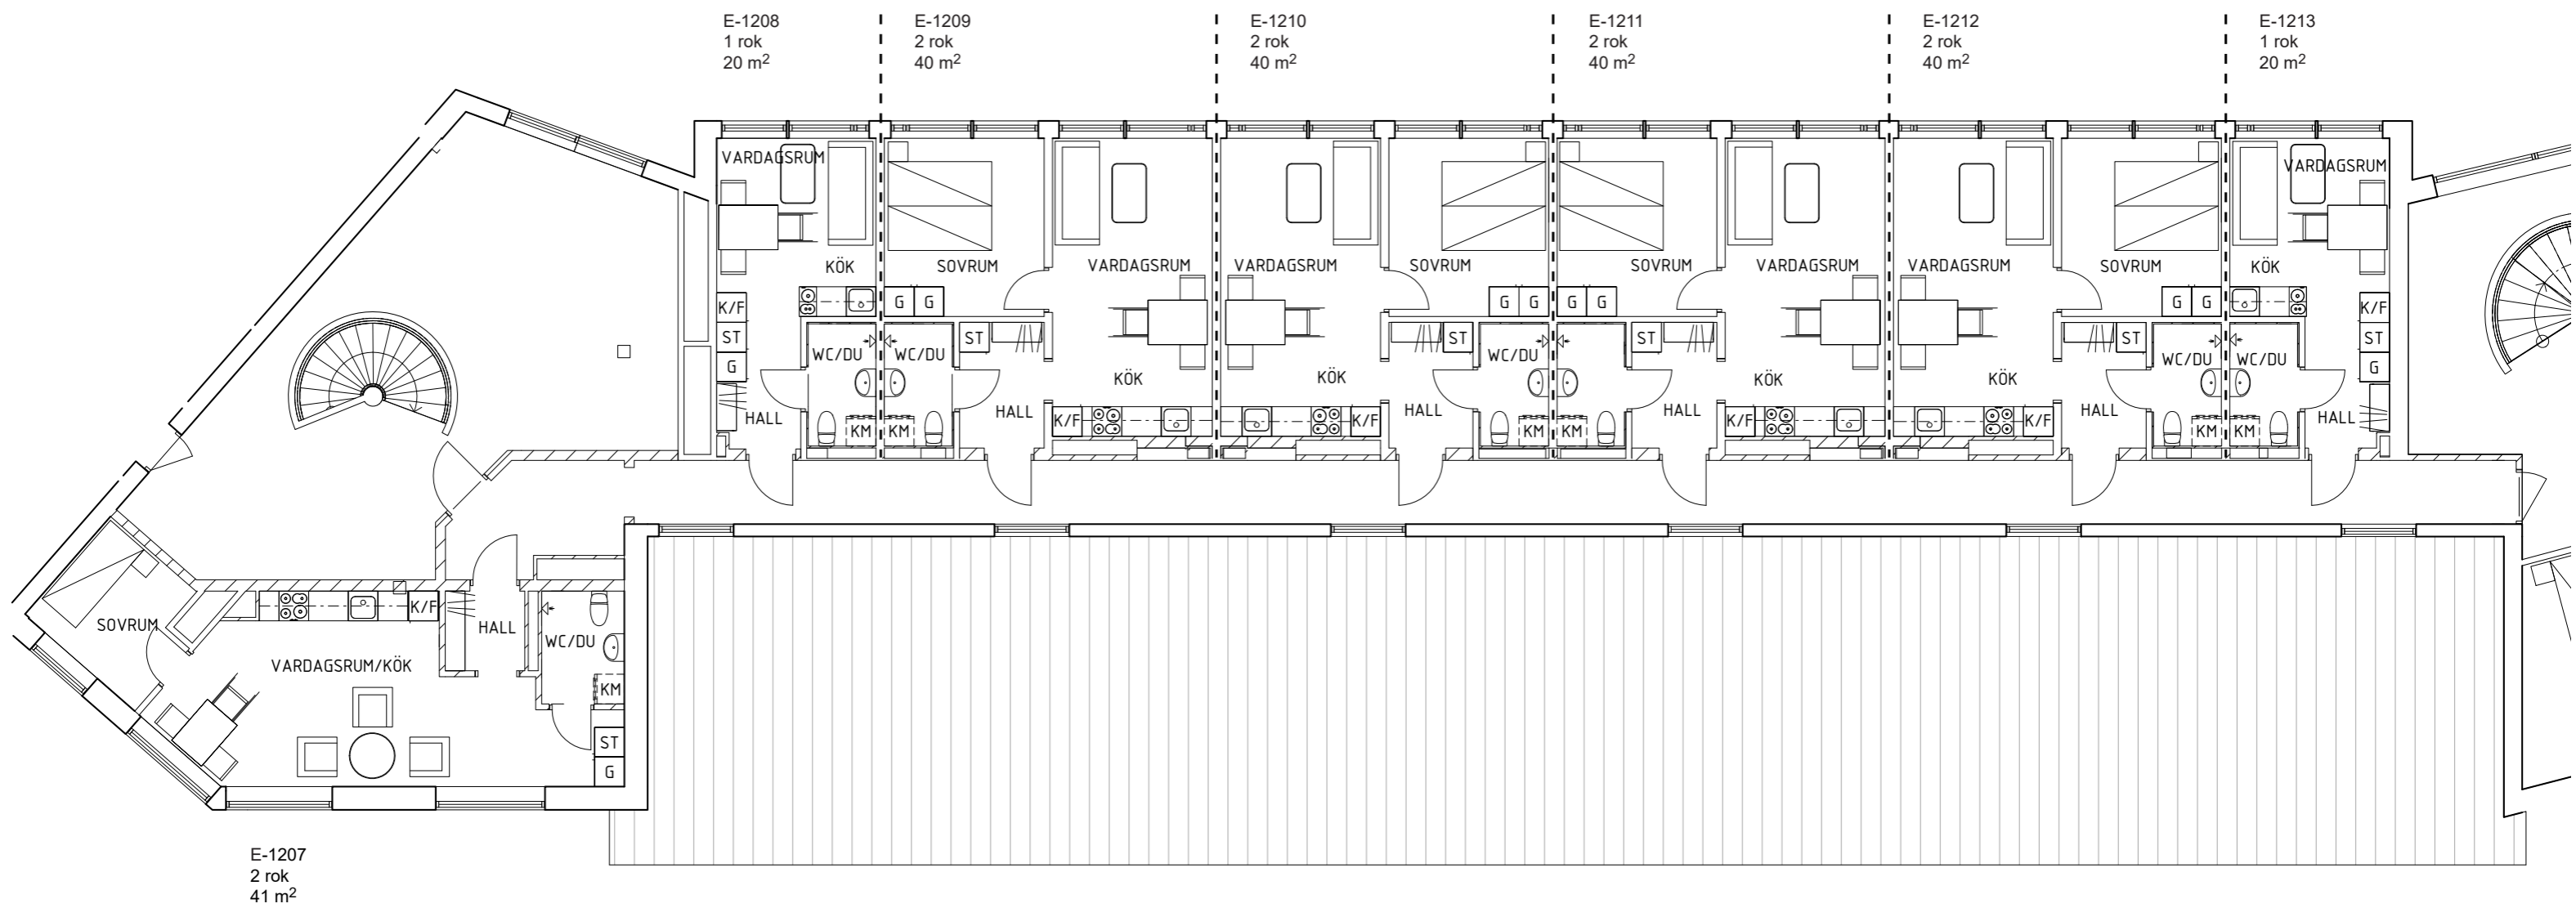 E-1208
1 rok
20 m²
E-1209
2 rok
40 m²
E-1210
2 rok
40 m²
E-1211
2 rok
40 m²
E-1212
2 rok
40 m²
E-1213
1 rok
20 m²
VARDAGSRUM
KÖK
K/F
ST
G
WC/DU
HALL
KM
SOVRUM
G G
VARDAGSRUM
WC/DU
ST
KÖK
HALL
KM
K/F
VARDAGSRUM
SOVRUM
G G
KÖK
ST
WC/DU
K/F
HALL
KM
SOVRUM
G G
VARDAGSRUM
ST
KÖK
HALL
KM
K/F
VARDAGSRUM
SOVRUM
G G
KÖK
ST
WC/DU
K/F
HALL
KM
VARDAGSRUM
KÖK
K/F
ST
G
WC/DU
HALL
KM
SOVRUM
K/F
HALL
WC/DU
VARDAGSRUM/KÖK
KM
ST
G
E-1207
2 rok
41 m²